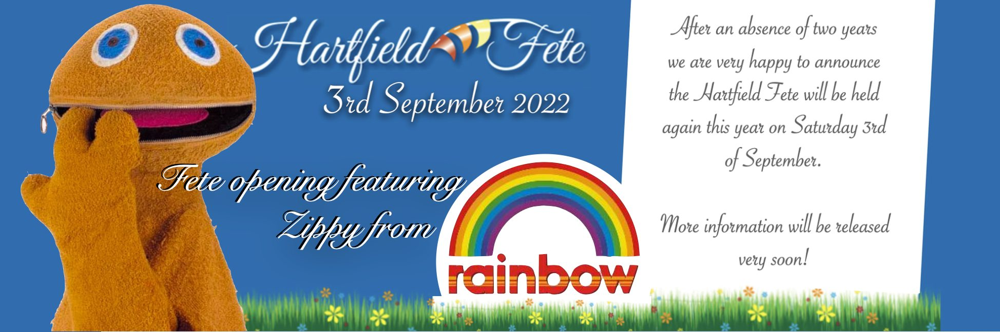 Hartfield Fete
3rd September 2022
Fete opening featuring
Zippy from
rainbow
After an absence of two years
we are very happy to announce
the Hartfield Fete will be held
again this year on Saturday 3rd
of September.
More information will be released
very soon!